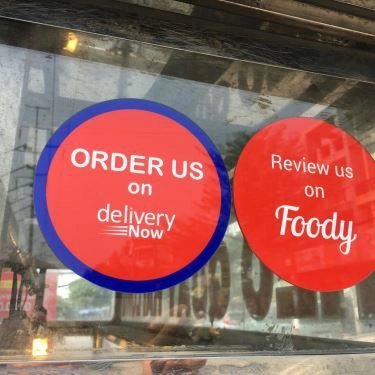 ORDER US
on
delivery
Now
Review us
on
Foody